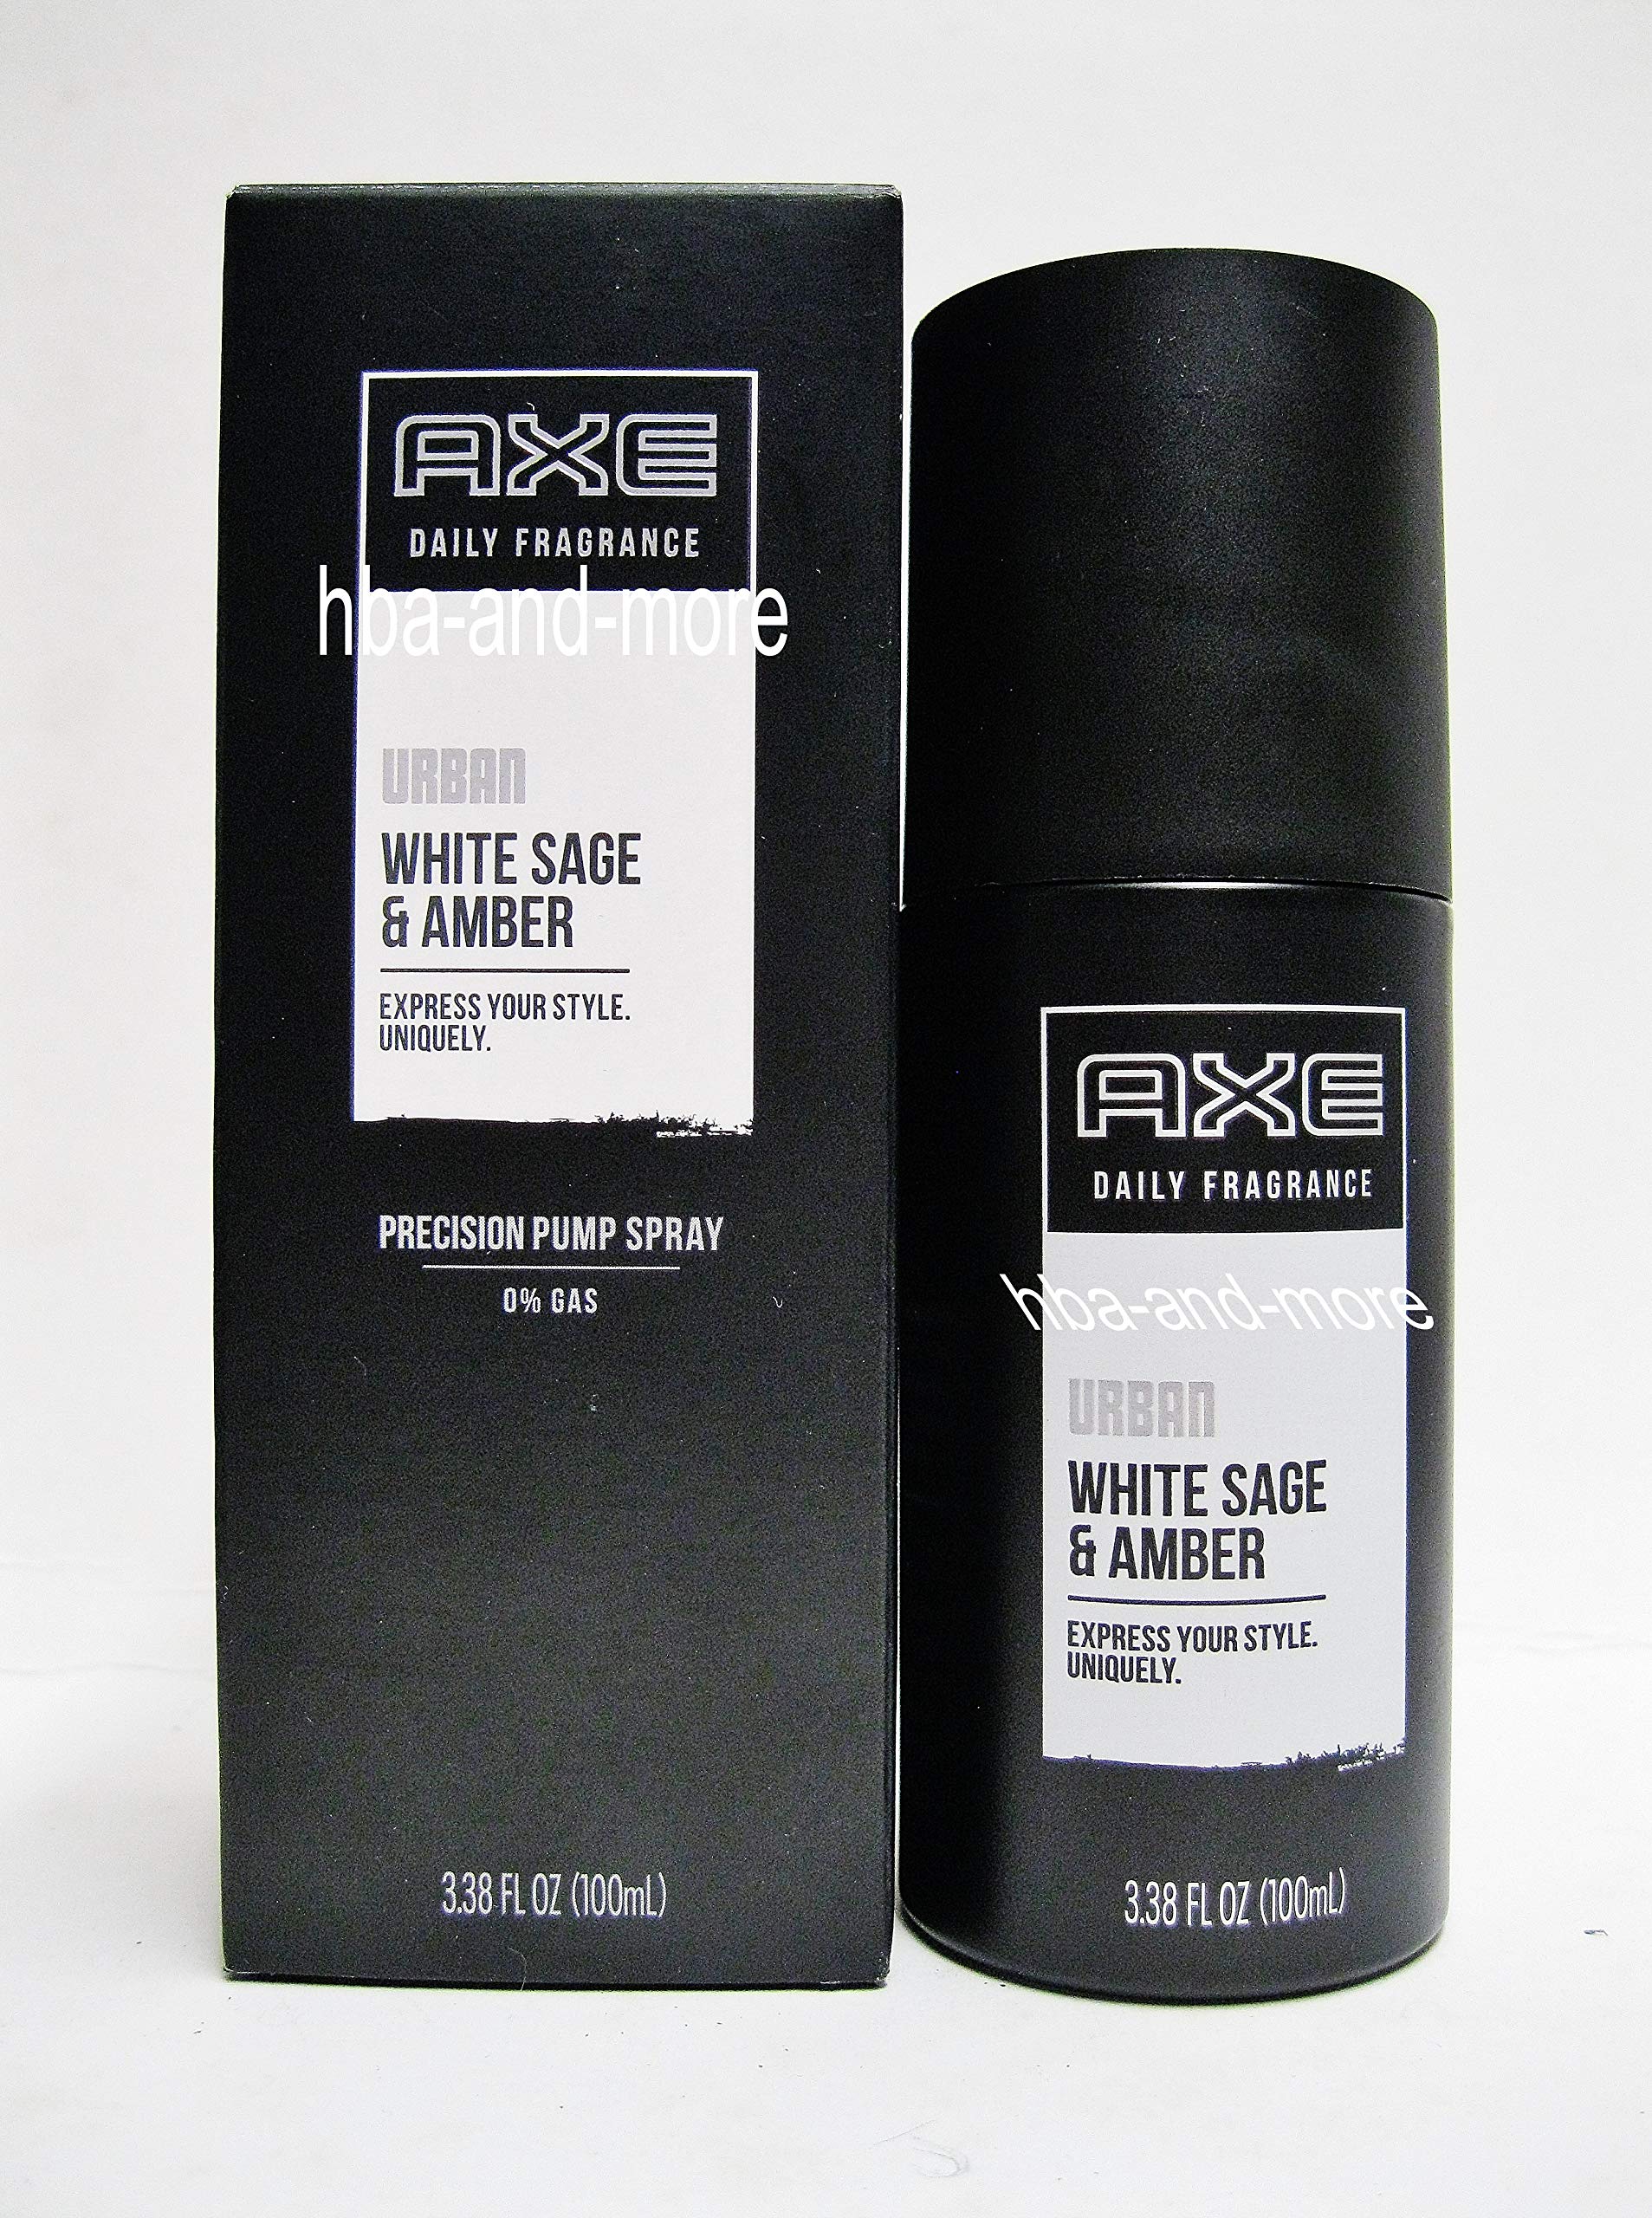 AXE
DAILY FRAGRANCE
hba-and-more
URBAN
WHITE SAGE
& AMBER
EXPRESS YOUR STYLE.
UNIQUELY.
PRECISION PUMP SPRAY
0% GAS
3.38 FL OZ (100mL)
AXE
DAILY FRAGRANCE
hba-and-more
URBAN
WHITE SAGE
& AMBER
EXPRESS YOUR STYLE.
UNIQUELY.
3.38 FL OZ (100mL)